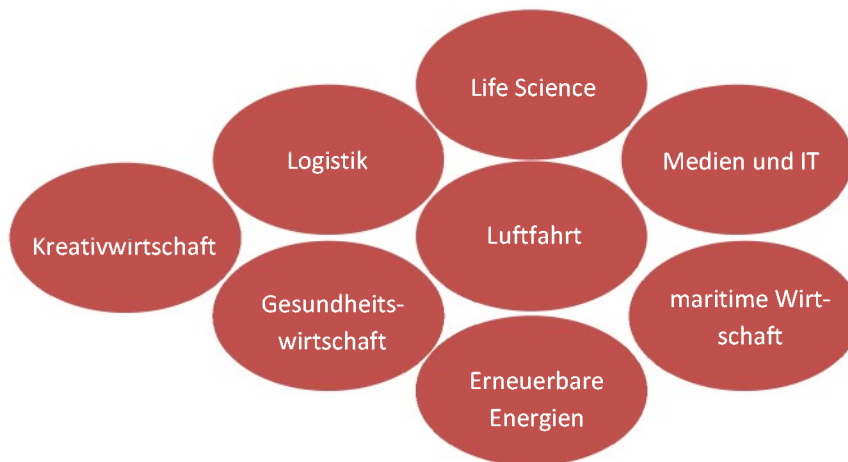 Life Science
Logistik
Medien und IT
Kreativwirtschaft
Luftfahrt
Gesundheits-
wirtschaft
maritime Wirt-
schaft
Erneuerbare
Energien